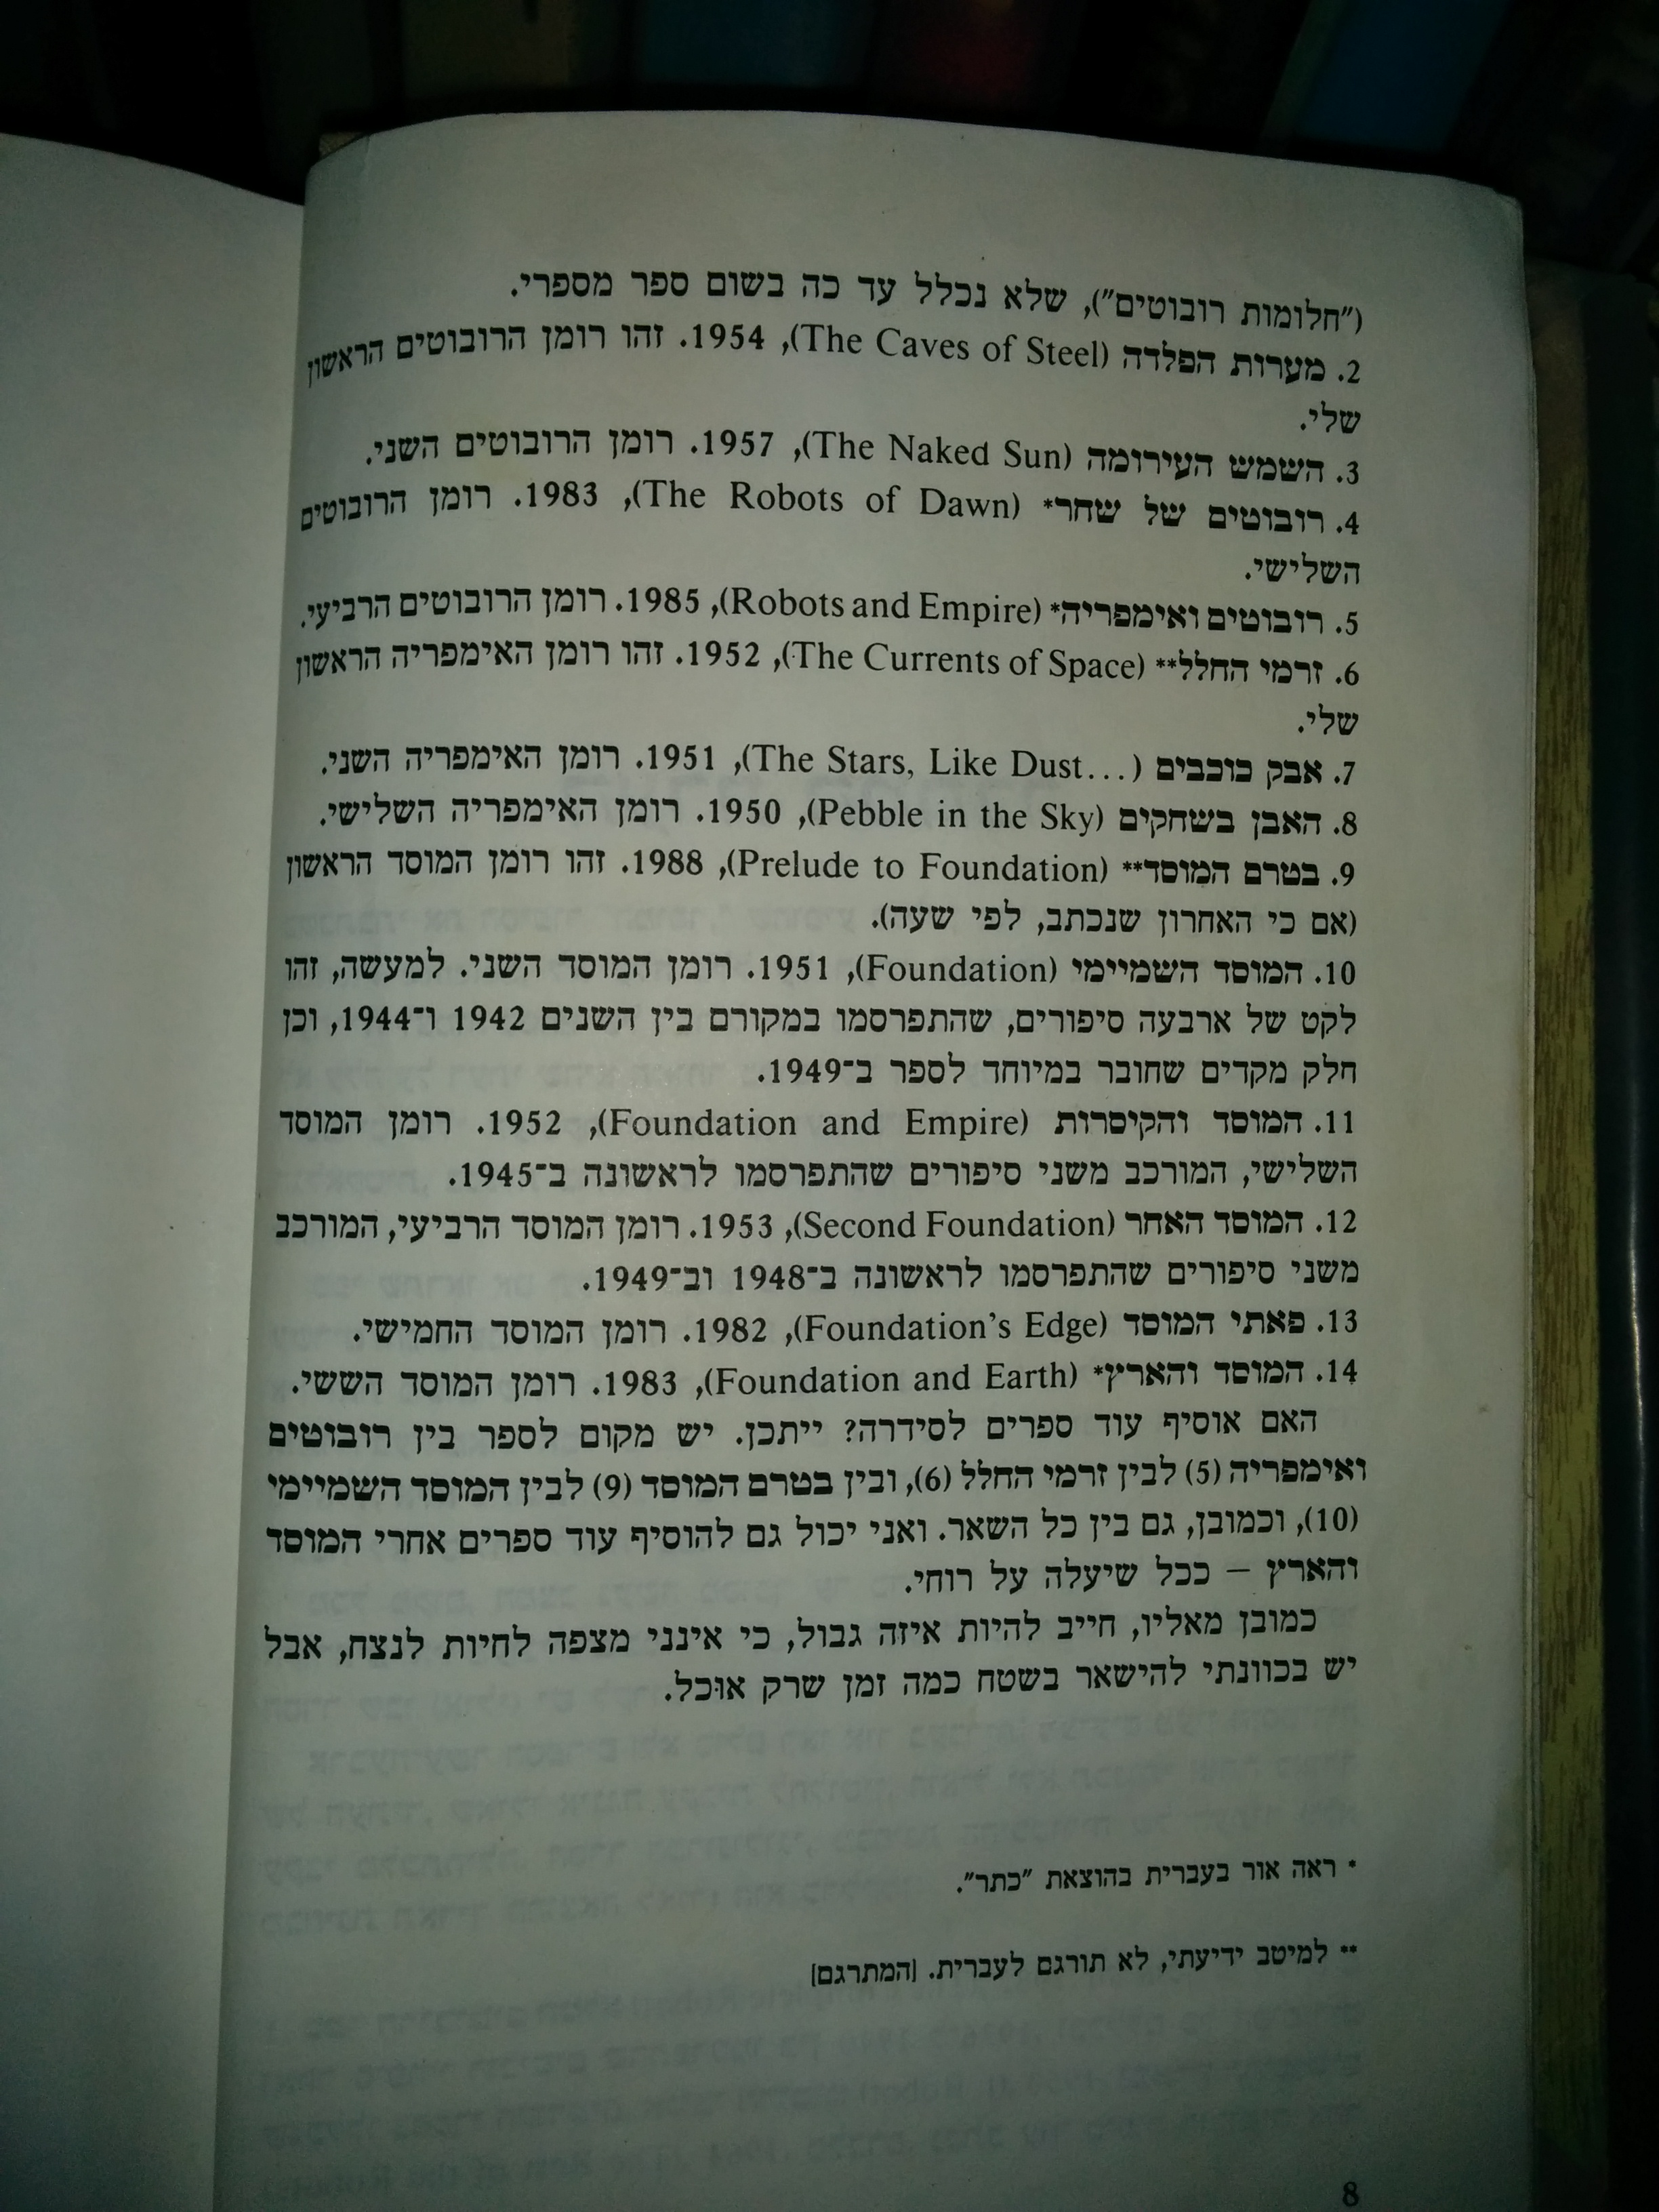 ("חלומות רובוטים"), שלא נכלל עד כה בשום ספר מספרי.
2. מערות הפלדה (The Caves of Steel), 1954. זהו רומן הרובוטים הראשון
שלי.
3. השמש העירומה (The Naked Sun), 1957. רומן הרובוטים השני.
4. רובוטים של שחר* (The Robots of Dawn), 1983. רומן הרובוטים
השלישי.
5. רובוטים ואימפריה* (Robots and Empire), 1985. רומן הרובוטים הרביעי.
6. זרמי החלל** (The Currents of Space), 1952. זהו רומן האימפריה הראשון
שלי.
7. אבק כוכבים (The Stars, Like Dust...), 1951. רומן האימפריה השני.
8. האבן בשחקים (Pebble in the Sky), 1950. רומן האימפריה השלישי.
9. בטרם המוסד** (Prelude to Foundation), 1988. זהו רומן המוסד הראשון
(אם כי האחרון שנכתב, לפי שעה).
10. המוסד השמיימי (Foundation), 1951. רומן המוסד השני. למעשה, זהו
לקט של ארבעה סיפורים, שהתפרסמו במקורם בין השנים 1942 ו־1944, וכן
חלק מקדים שחובר במיוחד לספר ב־1949.
11. המוסד והקיסרות (Foundation and Empire), 1952. רומן המוסד
השלישי, המורכב משני סיפורים שהתפרסמו לראשונה ב־1945.
12. המוסד האחר (Second Foundation), 1953. רומן המוסד הרביעי, המורכב
משני סיפורים שהתפרסמו לראשונה ב־1948 וב־1949.
13. פאתי המוסד (Foundation's Edge), 1982. רומן המוסד החמישי.
14. המוסד והארץ* (Foundation and Earth), 1983. רומן המוסד הששי.
האם אוסיף עוד ספרים לסידרה? ייתכן. יש מקום לספר בין רובוטים
ואימפריה (5) לבין זרמי החלל (6), ובין בטרם המוסד (9) לבין המוסד השמיימי
(10), וכמובן, גם בין כל השאר. ואני יכול גם להוסיף עוד ספרים אחרי המוסד
והארץ – ככל שיעלה על רוחי.
כמובן מאליו, חייב להיות איזה גבול, כי אינני מצפה לחיות לנצח, אבל
יש בכוונתי להישאר בשטח כמה זמן שרק אוּכל.
* ראה אור בעברית בהוצאת "כתר".
** למיטב ידיעתי, לא תורגם לעברית. [המתרגם]
8